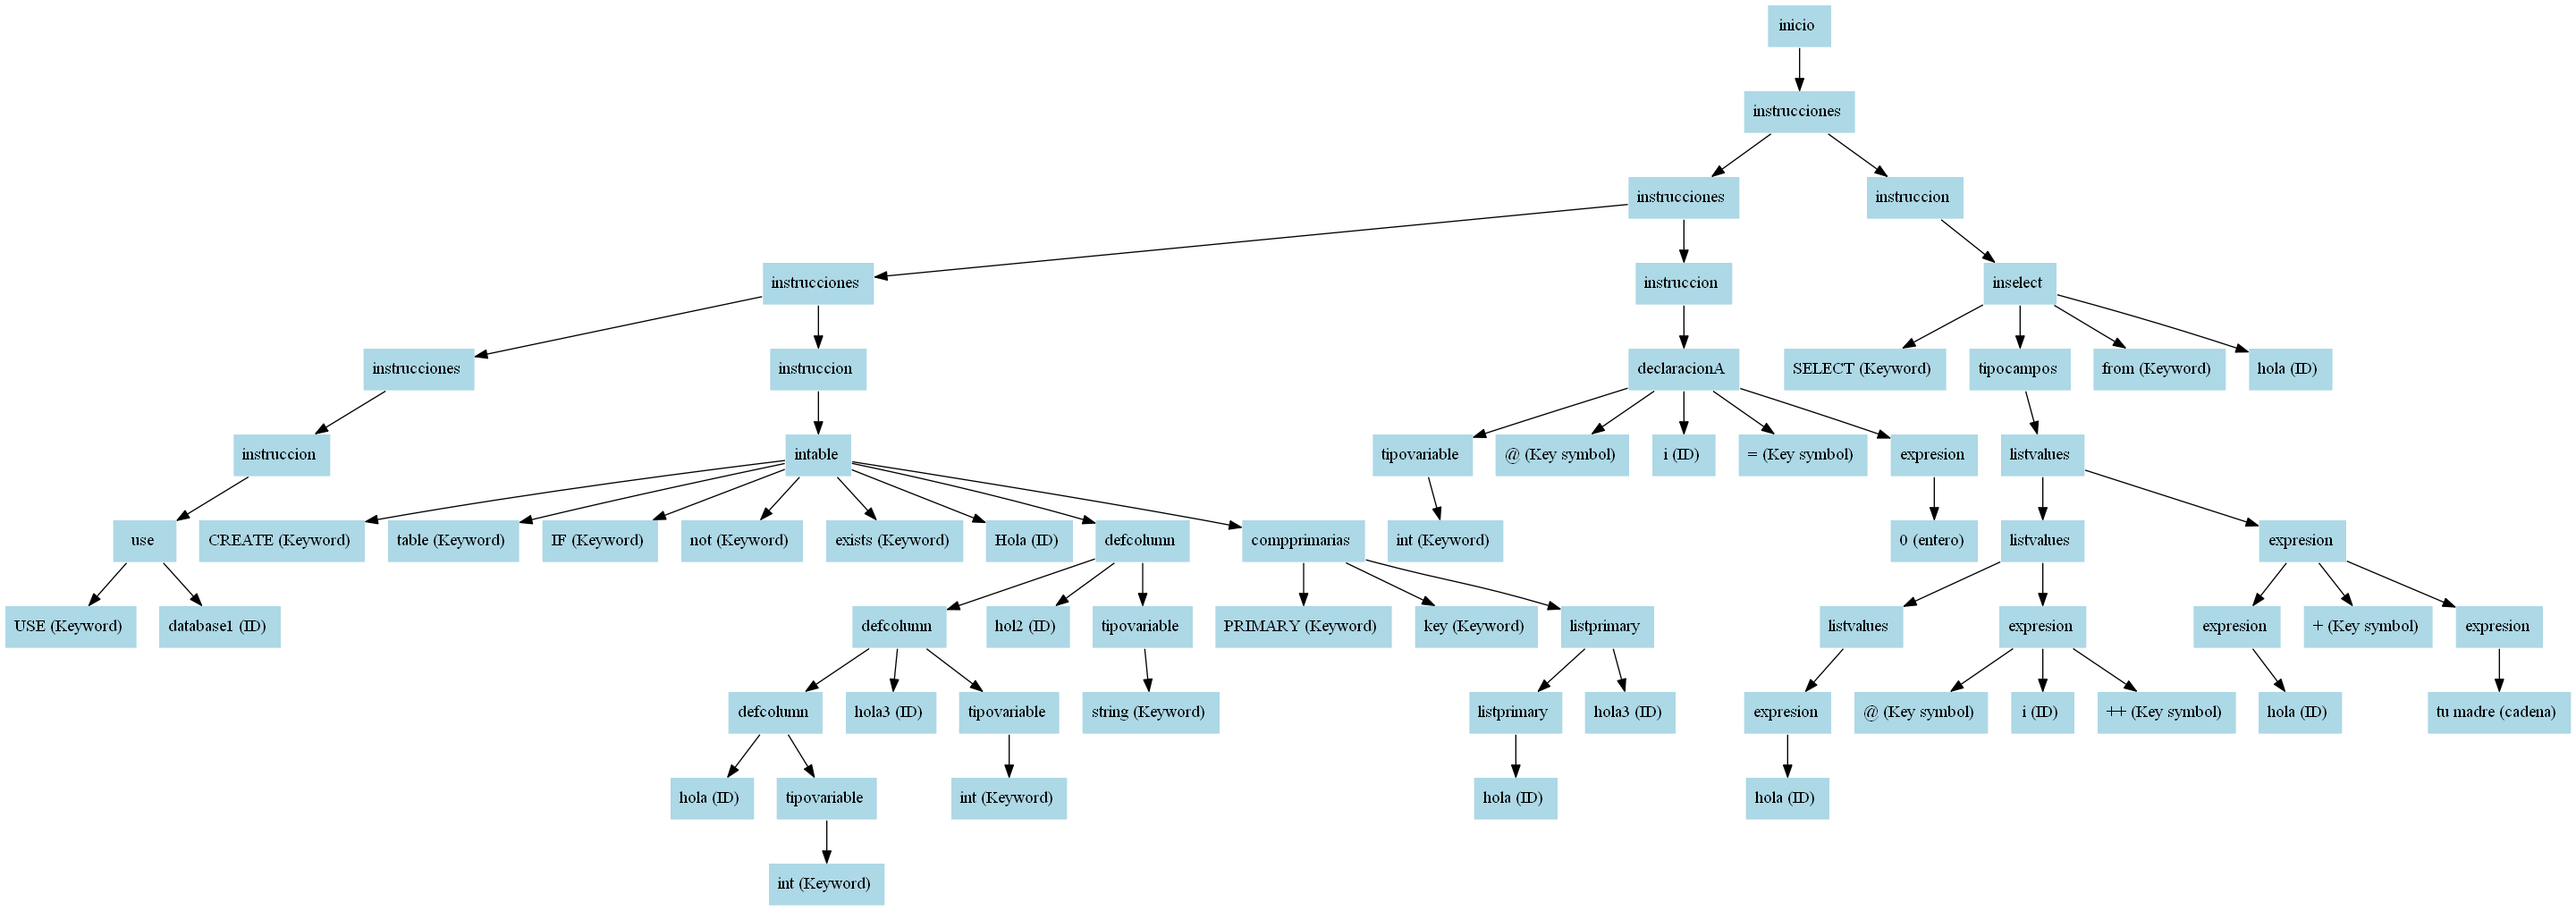 inicio
instrucciones
instrucciones
instruccion
instrucciones
instruccion
inselect
instrucciones
instruccion
declaracionA
SELECT (Keyword)
tipocampos
from (Keyword)
hola (ID)
instruccion
intable
tipovariable
@ (Key symbol)
i (ID)
= (Key symbol)
expresion
listvalues
use
CREATE (Keyword)
table (Keyword)
IF (Keyword)
not (Keyword)
exists (Keyword)
Hola (ID)
defcolumn
compprimarias
int (Keyword)
0 (entero)
listvalues
expresion
USE (Keyword)
database1 (ID)
defcolumn
hol2 (ID)
tipovariable
PRIMARY (Keyword)
key (Keyword)
listprimary
listvalues
expresion
expresion
+ (Key symbol)
expresion
defcolumn
hola3 (ID)
tipovariable
string (Keyword)
listprimary
hola3 (ID)
expresion
@ (Key symbol)
i (ID)
++ (Key symbol)
hola (ID)
tu madre (cadena)
hola (ID)
tipovariable
int (Keyword)
hola (ID)
hola (ID)
int (Keyword)